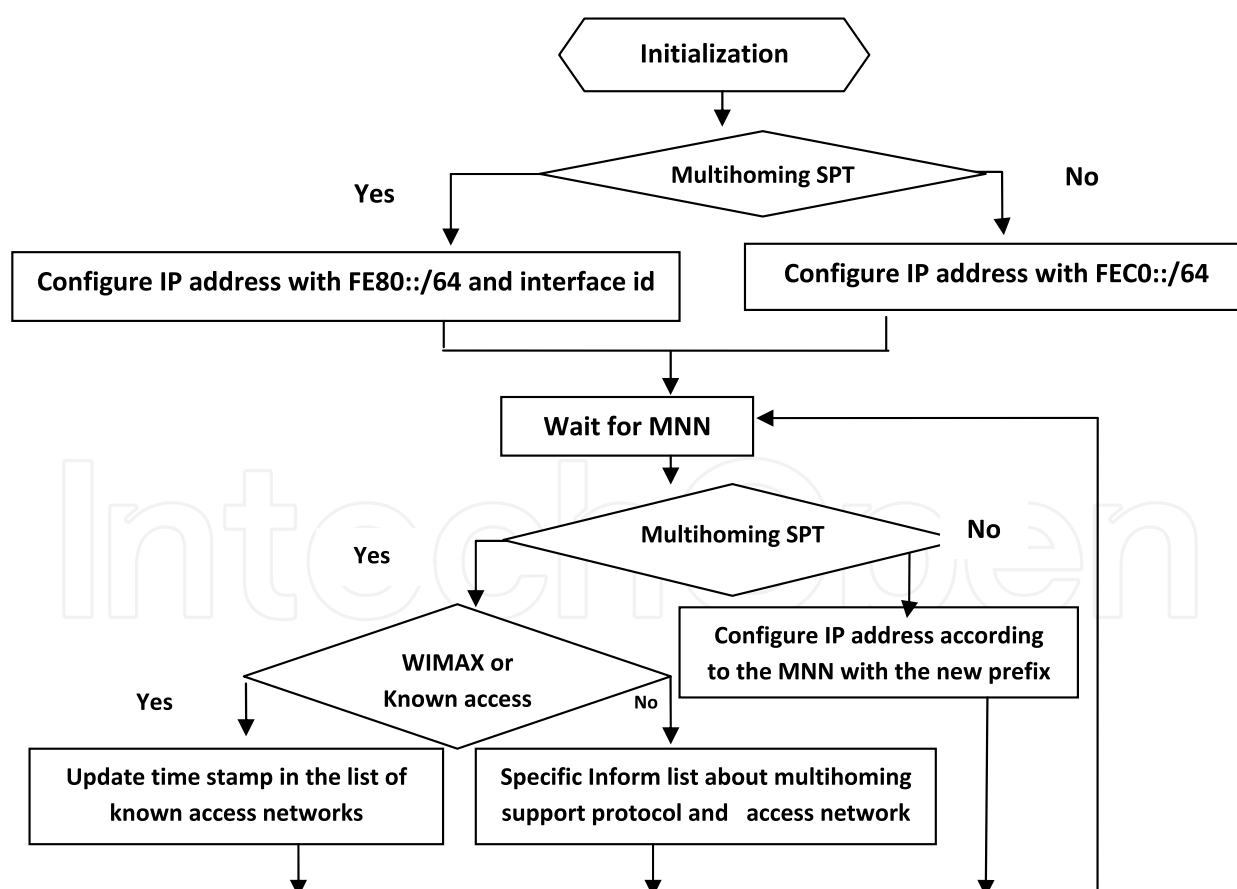 Initialization
Multihoming SPT
Yes
No
Configure IP address with FE80::/64 and interface id
Configure IP address with FEC0::/64
Wait for MNN
IntechOpen
Multihoming SPT
No
Yes
Configure IP address according
to the MNN with the new prefix
WIMAX or
Known access
Yes
No
Update time stamp in the list of
known access networks
Specific Inform list about multihoming
support protocol and access network